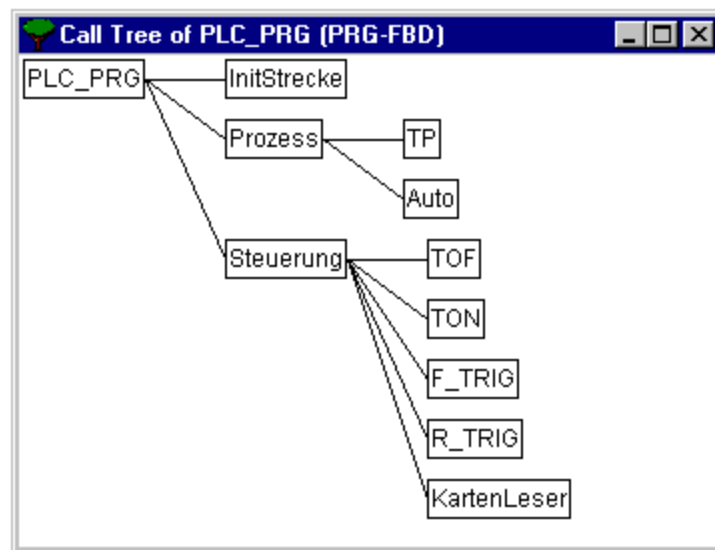 Call Tree of PLC_PRG (PRG-FBD)
PLC_PRG
InitStrecke
Prozess
TP
Auto
Steuerung
TOF
TON
F_TRIG
R_TRIG
KartenLeser